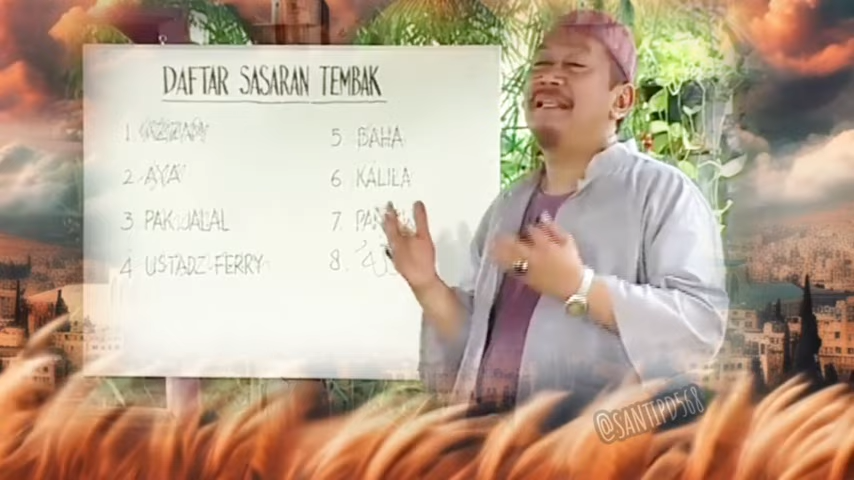 DAFTAR SASARAN TEMBAK
1
2 AYA
3 PAK JALAL
4 USTADZ FERRY
5 BAHA
6 KALILA
7.
8.
@SANTIPD568